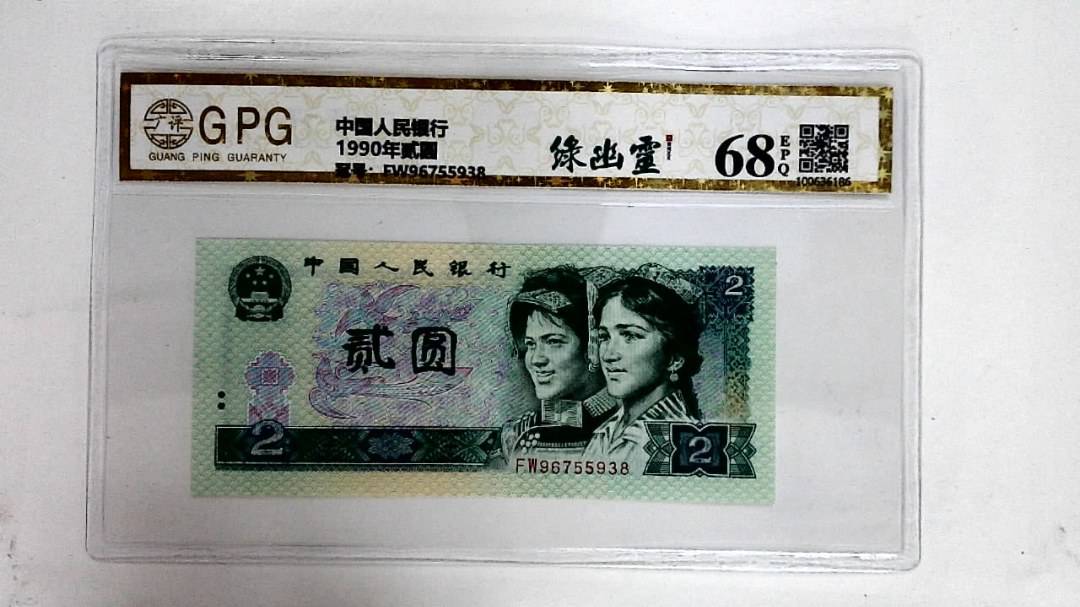 广评
GPG
GUANG PING GUARANTY
中国人民银行
1990年贰圆
冠号: FW96755938
綠幽靈
68
EPQ
100636186
中国人民银行
2
贰圆
2
FW96755938
2